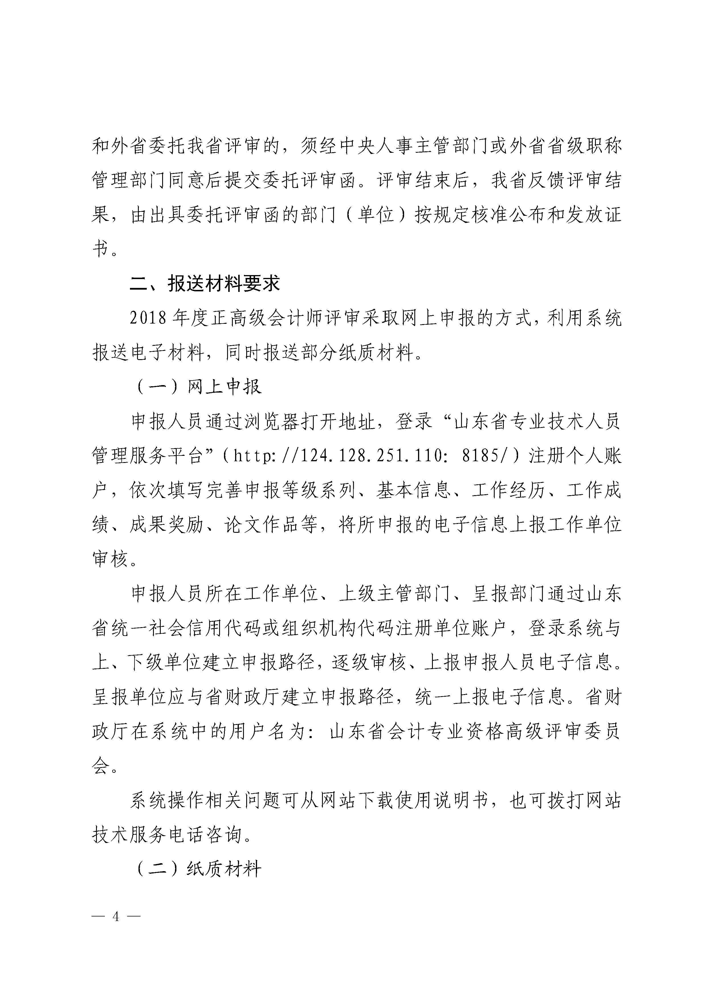 和外省委托我省评审的，须经中央人事主管部门或外省省级职称
管理部门同意后提交委托评审函。评审结束后，我省反馈评审结
果，由出具委托评审函的部门（单位）按规定核准公布和发放证
书。
二、报送材料要求
2018 年度正高级会计师评审采取网上申报的方式，利用系统
报送电子材料，同时报送部分纸质材料。
（一）网上申报
申报人员通过浏览器打开地址，登录“山东省专业技术人员
管理服务平台”（http://124.128.251.110：8185/）注册个人账
户，依次填写完善申报等级系列、基本信息、工作经历、工作成
绩、成果奖励、论文作品等，将所申报的电子信息上报工作单位
审核。
申报人员所在工作单位、上级主管部门、呈报部门通过山东
省统一社会信用代码或组织机构代码注册单位账户，登录系统与
上、下级单位建立申报路径，逐级审核、上报申报人员电子信息。
呈报单位应与省财政厅建立申报路径，统一上报电子信息。省财
政厅在系统中的用户名为：山东省会计专业资格高级评审委员
会。
系统操作相关问题可从网站下载使用说明书，也可拨打网站
技术服务电话咨询。
（二）纸质材料
— 4 —